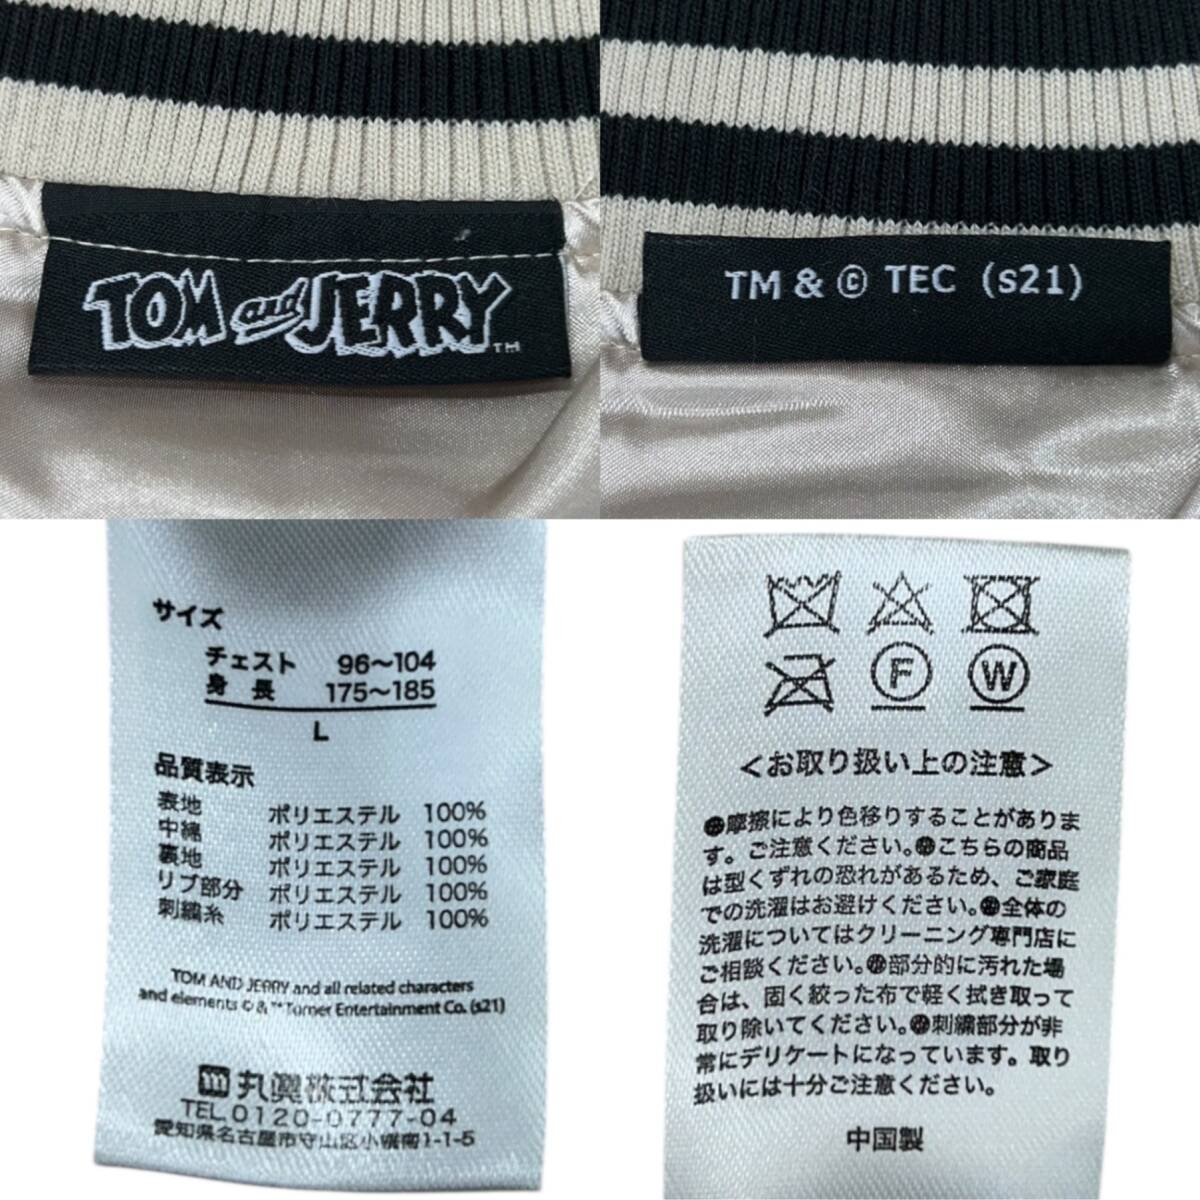 TOM and JERRY TM
TM & © TEC (s21)
サイズ
チェスト 96～104
身長 175～185
L
品質表示
表地 ポリエステル 100%
中綿 ポリエステル 100%
裏地 ポリエステル 100%
リブ部分 ポリエステル 100%
刺繍糸 ポリエステル 100%
TOM AND JERRY and all related characters
and elements © & ™ Turner Entertainment Co. (s21)
m 丸眞株式会社
TEL 0120-0777-04
愛知県名古屋市守山区小幡南1-1-5
F W
＜お取り扱い上の注意＞
●摩擦により色移りすることがありま
す。ご注意ください。●こちらの商品
は型くずれの恐れがあるため、ご家庭
での洗濯はお避けください。●全体の
洗濯についてはクリーニング専門店に
ご相談ください。●部分的に汚れた場
合は、固く絞った布で軽く拭き取って
取り除いてください。●刺繍部分が非
常にデリケートになっています。取り
扱いには十分ご注意ください。
中国製